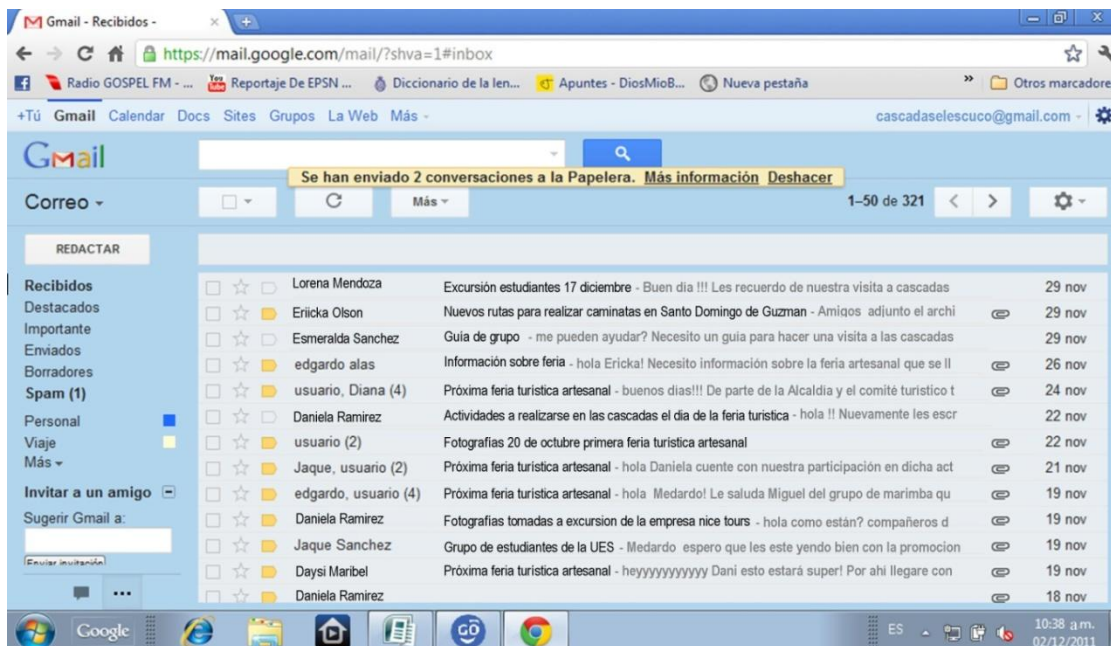 Gmail - Recibidos -
https://mail.google.com/mail/?shva=1#inbox
Radio GOSPEL FM - ... You Tube Reportaje De EPSN ... Diccionario de la len... Apuntes - DiosMioB... Nueva pestaña » Otros marcadore
+Tú Gmail Calendar Docs Sites Grupos La Web Más cascadaselescuco@gmail.com
Gmail
Se han enviado 2 conversaciones a la Papelera. Más información Deshacer
Correo Más 1–50 de 321
REDACTAR
Recibidos
Destacados
Importante
Enviados
Borradores
Spam (1)
Personal
Viaje
Más
Invitar a un amigo
Sugerir Gmail a:
Enviar invitación
Lorena Mendoza Excursión estudiantes 17 diciembre - Buen dia !!! Les recuerdo de nuestra visita a cascadas 29 nov
Eriicka Olson Nuevos rutas para realizar caminatas en Santo Domingo de Guzman - Amigos adjunto el archi 29 nov
Esmeralda Sanchez Guia de grupo - me pueden ayudar? Necesito un guia para hacer una visita a las cascadas 29 nov
edgardo alas Información sobre feria - hola Ericka! Necesito información sobre la feria artesanal que se ll 26 nov
usuario, Diana (4) Próxima feria turística artesanal - buenos dias!!! De parte de la Alcaldia y el comité turistico t 24 nov
Daniela Ramirez Actividades a realizarse en las cascadas el dia de la feria turistica - hola !! Nuevamente les escr 22 nov
usuario (2) Fotografias 20 de octubre primera feria turistica artesanal 22 nov
Jaque, usuario (2) Próxima feria turistica artesanal - hola Daniela cuente con nuestra participación en dicha act 21 nov
edgardo, usuario (4) Próxima feria turistica artesanal - hola Medardo! Le saluda Miguel del grupo de marimba qu 19 nov
Daniela Ramirez Fotografias tomadas a excursion de la empresa nice tours - hola como están? compañeros d 19 nov
Jaque Sanchez Grupo de estudiantes de la UES - Medardo espero que les este yendo bien con la promocion 19 nov
Daysi Maribel Próxima feria turistica artesanal - heyyyyyyyyyy Dani esto estará super! Por ahi llegare con 19 nov
Daniela Ramirez 18 nov
Google GO ES 10:38 a.m.
02/12/2011